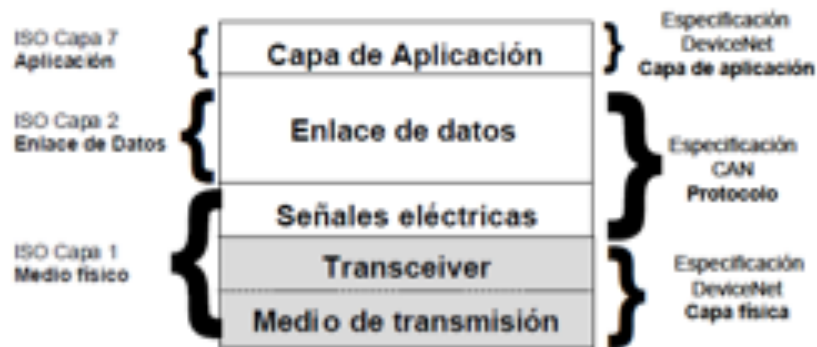 ISO Capa 7
Aplicación
Capa de Aplicación
Especificación
DeviceNet
Capa de aplicación
ISO Capa 2
Enlace de Datos
Enlace de datos
Especificación
CAN
Protocolo
Señales eléctricas
ISO Capa 1
Medio físico
Transceiver
Medio de transmisión
Especificación
DeviceNet
Capa física